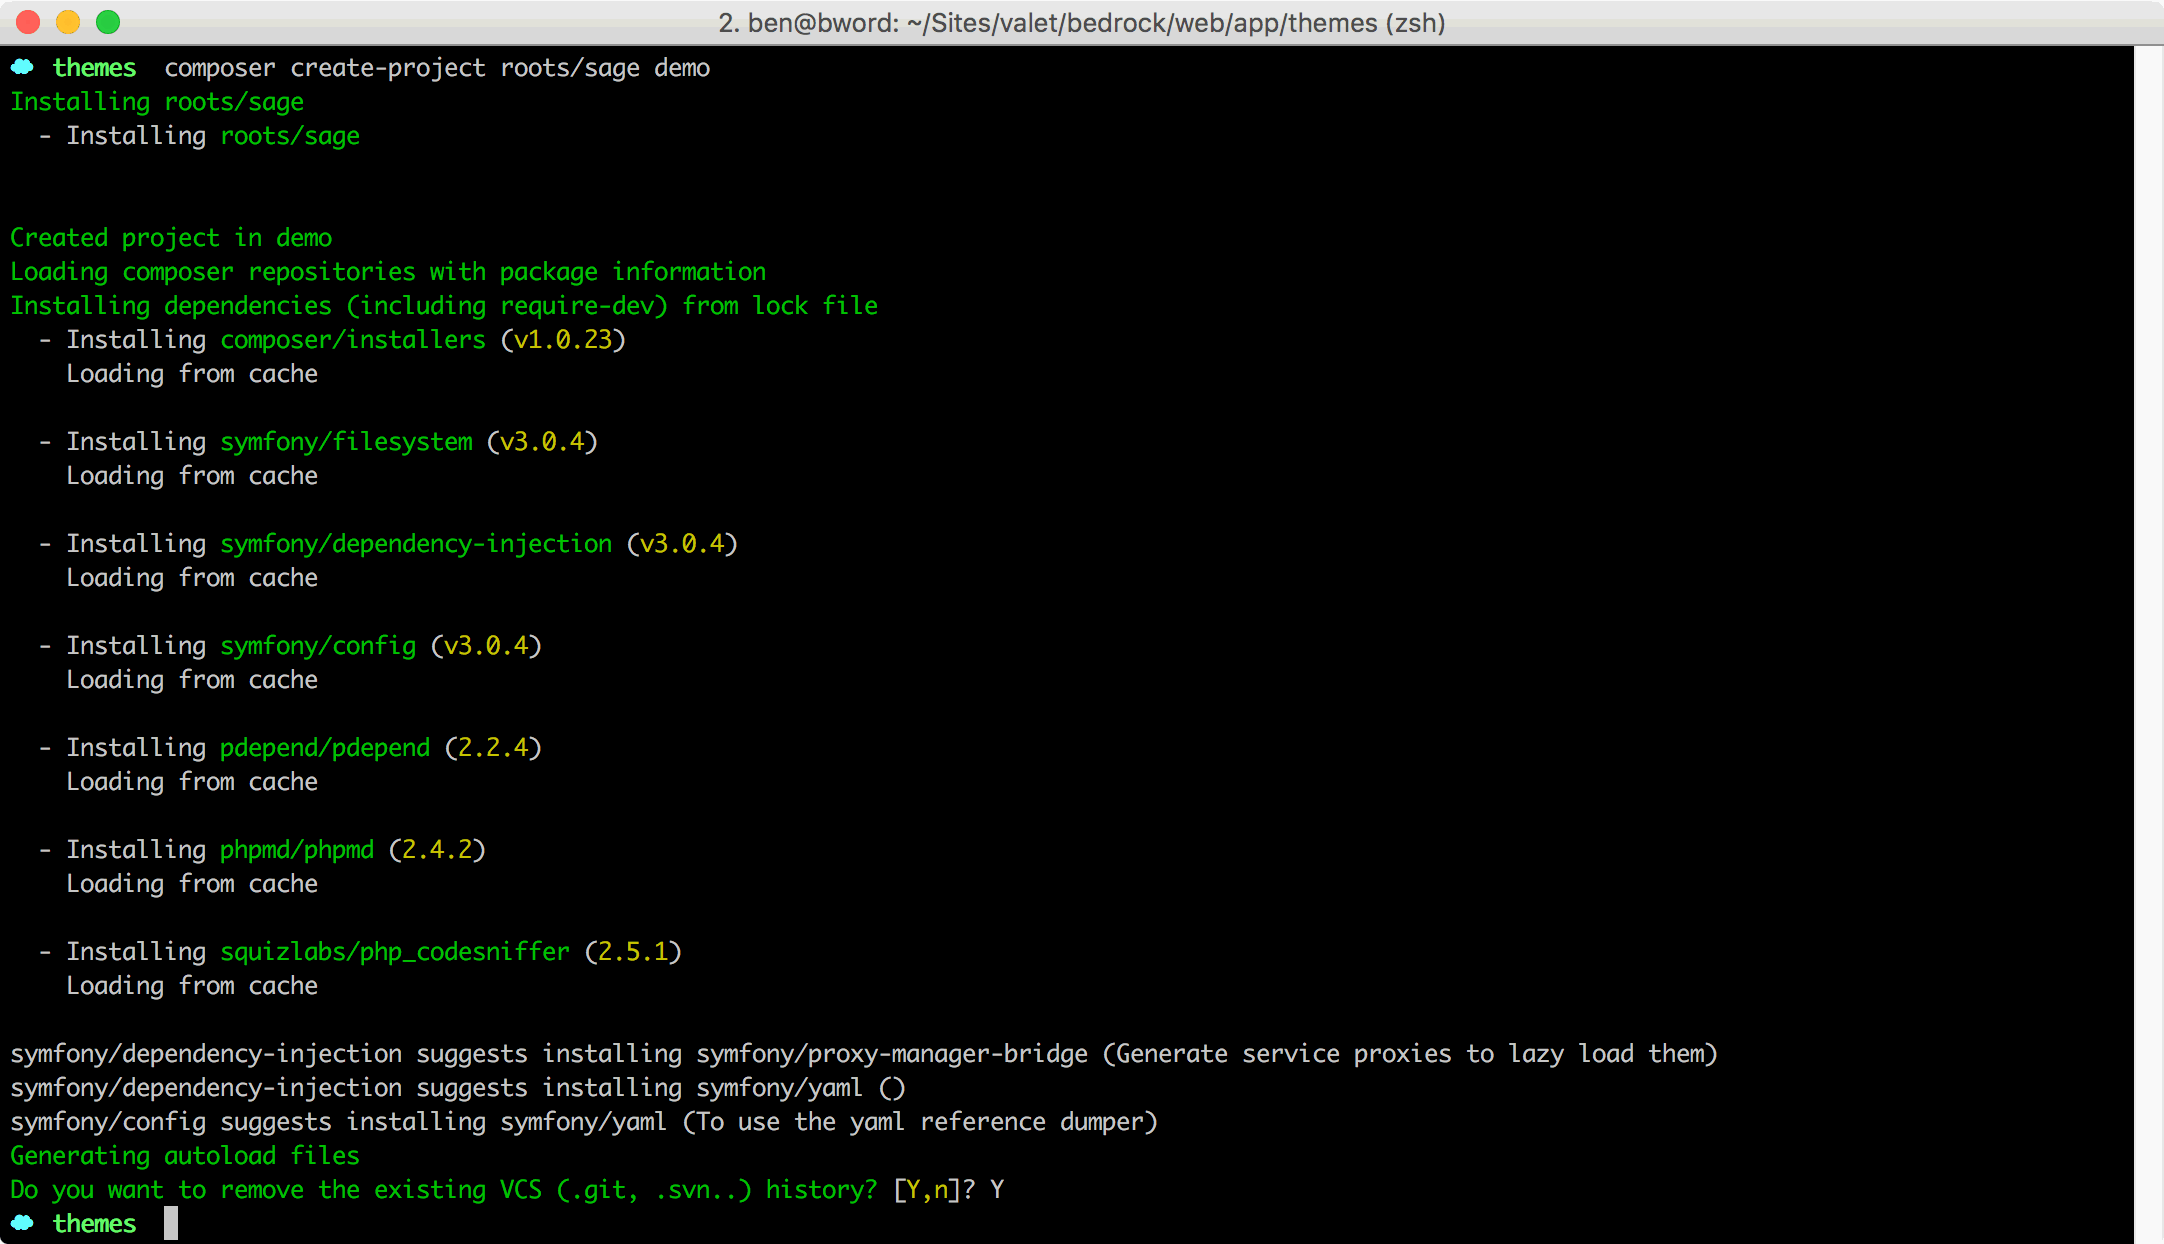 2. ben@bword: ~/Sites/valet/bedrock/web/app/themes (zsh)
themes composer create-project roots/sage demo
Installing roots/sage
- Installing roots/sage
Created project in demo
Loading composer repositories with package information
Installing dependencies (including require-dev) from lock file
- Installing composer/installers (v1.0.23)
Loading from cache
- Installing symfony/filesystem (v3.0.4)
Loading from cache
- Installing symfony/dependency-injection (v3.0.4)
Loading from cache
- Installing symfony/config (v3.0.4)
Loading from cache
- Installing pdepend/pdepend (2.2.4)
Loading from cache
- Installing phpmd/phpmd (2.4.2)
Loading from cache
- Installing squizlabs/php_codesniffer (2.5.1)
Loading from cache
symfony/dependency-injection suggests installing symfony/proxy-manager-bridge (Generate service proxies to lazy load them)
symfony/dependency-injection suggests installing symfony/yaml ()
symfony/config suggests installing symfony/yaml (To use the yaml reference dumper)
Generating autoload files
Do you want to remove the existing VCS (.git, .svn..) history? [Y,n]? Y
themes